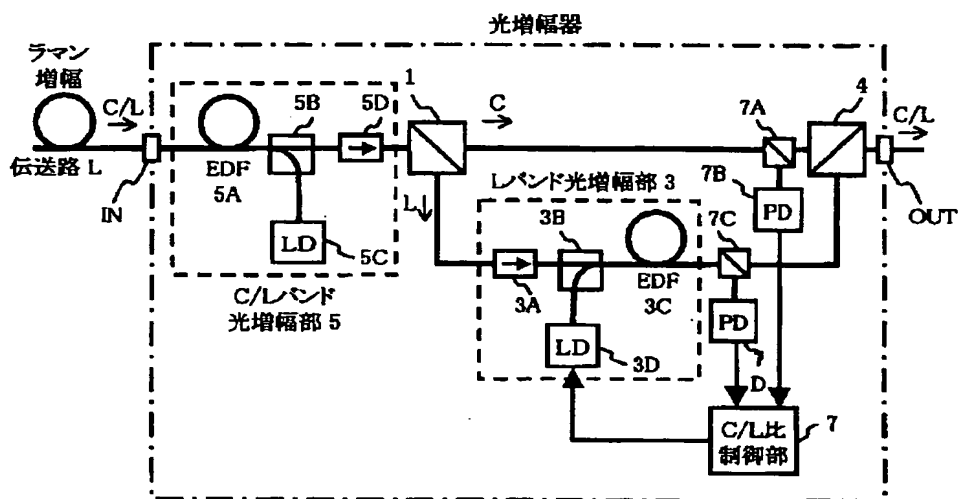 光増幅器
ラマン
増幅
C/L
伝送路 L
IN
EDF
5A
5B
5D
LD
5C
C/Lバンド
光増幅部 5
1
C
L
Lバンド光増幅部 3
3A
3B
EDF
3C
LD
3D
7A
7B
PD
7C
PD
7
D
4
C/L
OUT
C/L比
制御部
7